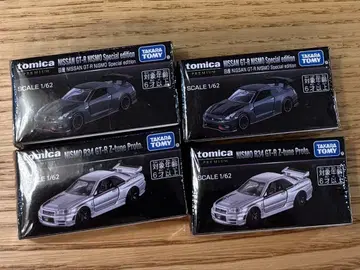 tomica
PREMIUM
NISSAN GT-R NISMO Special edition
日産 NISSAN GT-R NISMO Special edition
TAKARA
TOMY
SCALE 1/62
対象年齢
6才以上
tomica
PREMIUM
NISSAN GT-R NISMO Special edition
日産 NISSAN GT-R NISMO Special edition
TAKARA
TOMY
SCALE 1/62
対象年齢
6才以上
tomica
PREMIUM
NISMO R34 GT-R Z-tune Proto.
TAKARA
TOMY
SCALE 1/62
対象年齢
6才以上
tomica
PREMIUM
NISMO R34 GT-R Z-tune Proto.
TAKARA
TOMY
SCALE 1/62
対象年齢
6才以上